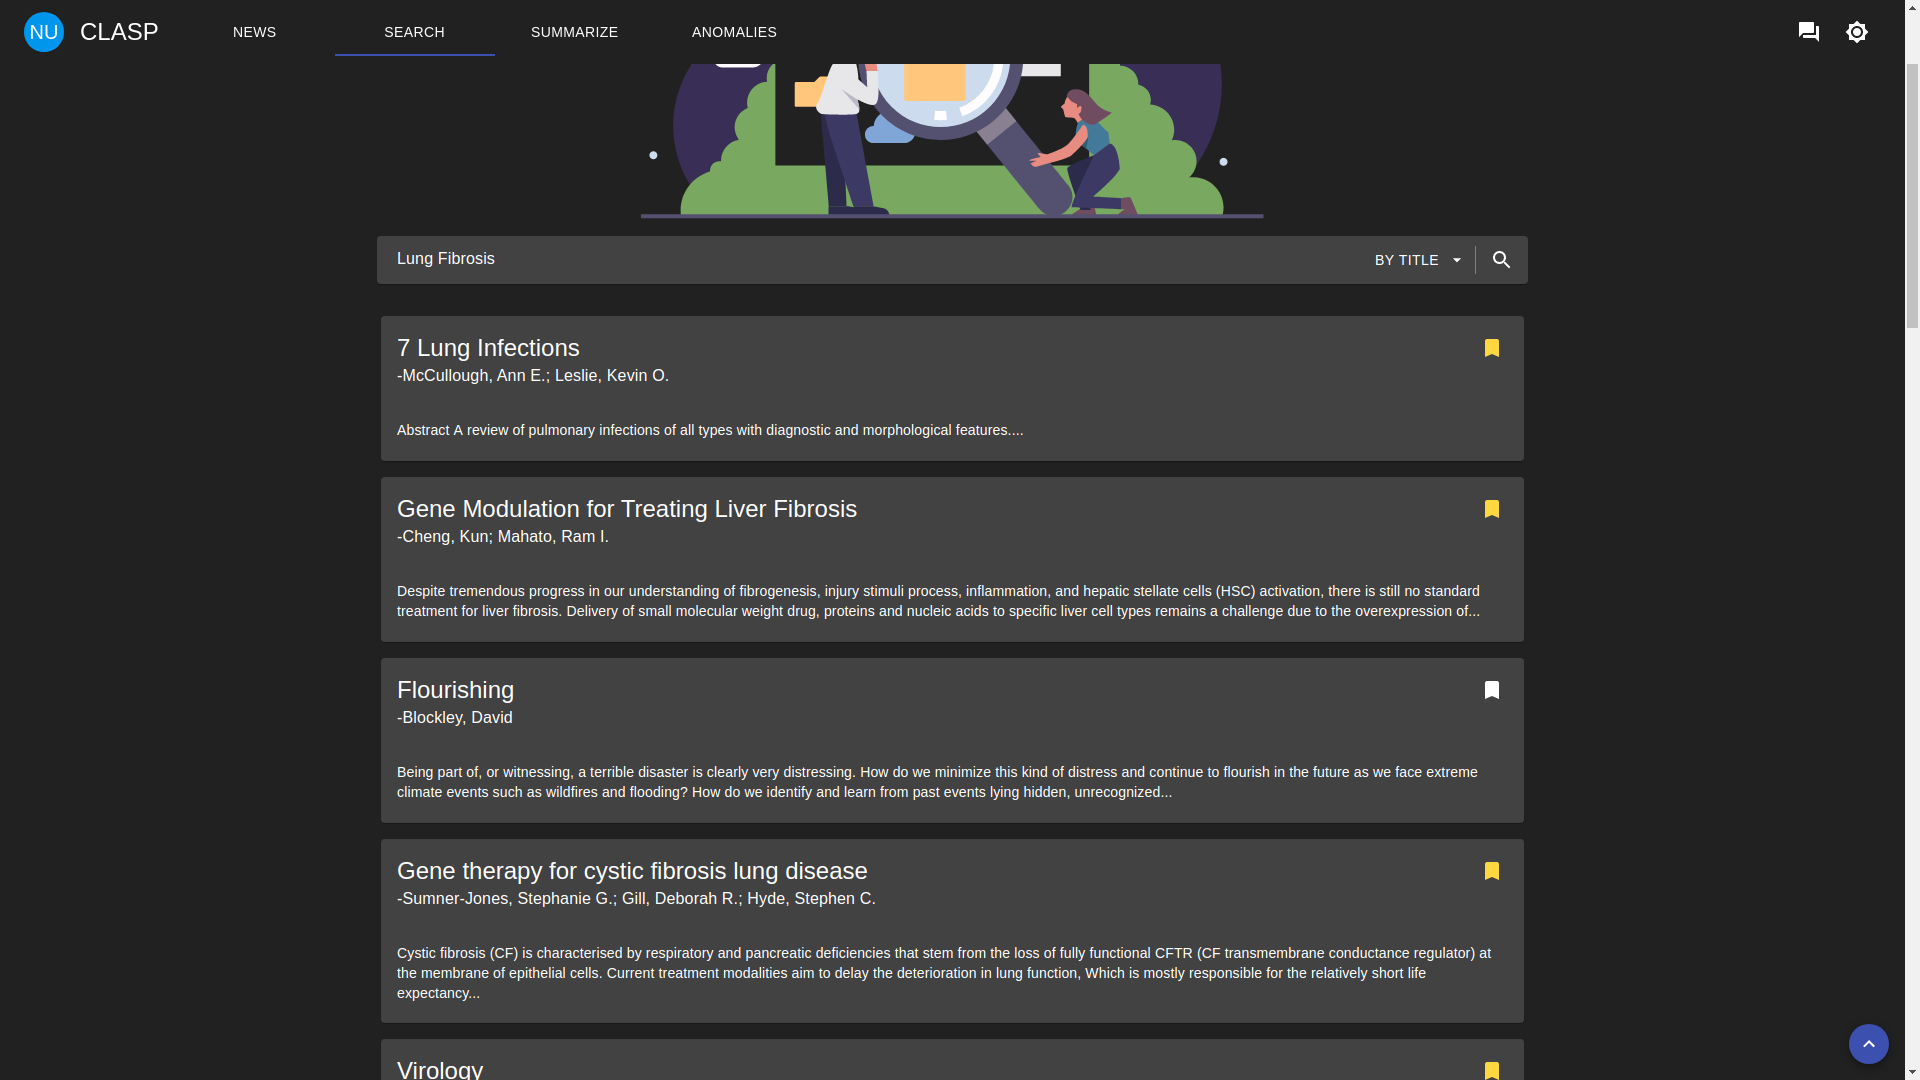 NU CLASP NEWS SEARCH SUMMARIZE ANOMALIES
Lung Fibrosis BY TITLE
7 Lung Infections
-McCullough, Ann E.; Leslie, Kevin O.
Abstract A review of pulmonary infections of all types with diagnostic and morphological features....
Gene Modulation for Treating Liver Fibrosis
-Cheng, Kun; Mahato, Ram I.
Despite tremendous progress in our understanding of fibrogenesis, injury stimuli process, inflammation, and hepatic stellate cells (HSC) activation, there is still no standard
treatment for liver fibrosis. Delivery of small molecular weight drug, proteins and nucleic acids to specific liver cell types remains a challenge due to the overexpression of...
Flourishing
-Blockley, David
Being part of, or witnessing, a terrible disaster is clearly very distressing. How do we minimize this kind of distress and continue to flourish in the future as we face extreme
climate events such as wildfires and flooding? How do we identify and learn from past events lying hidden, unrecognized...
Gene therapy for cystic fibrosis lung disease
-Sumner-Jones, Stephanie G.; Gill, Deborah R.; Hyde, Stephen C.
Cystic fibrosis (CF) is characterised by respiratory and pancreatic deficiencies that stem from the loss of fully functional CFTR (CF transmembrane conductance regulator) at
the membrane of epithelial cells. Current treatment modalities aim to delay the deterioration in lung function, Which is mostly responsible for the relatively short life
expectancy...
Virology